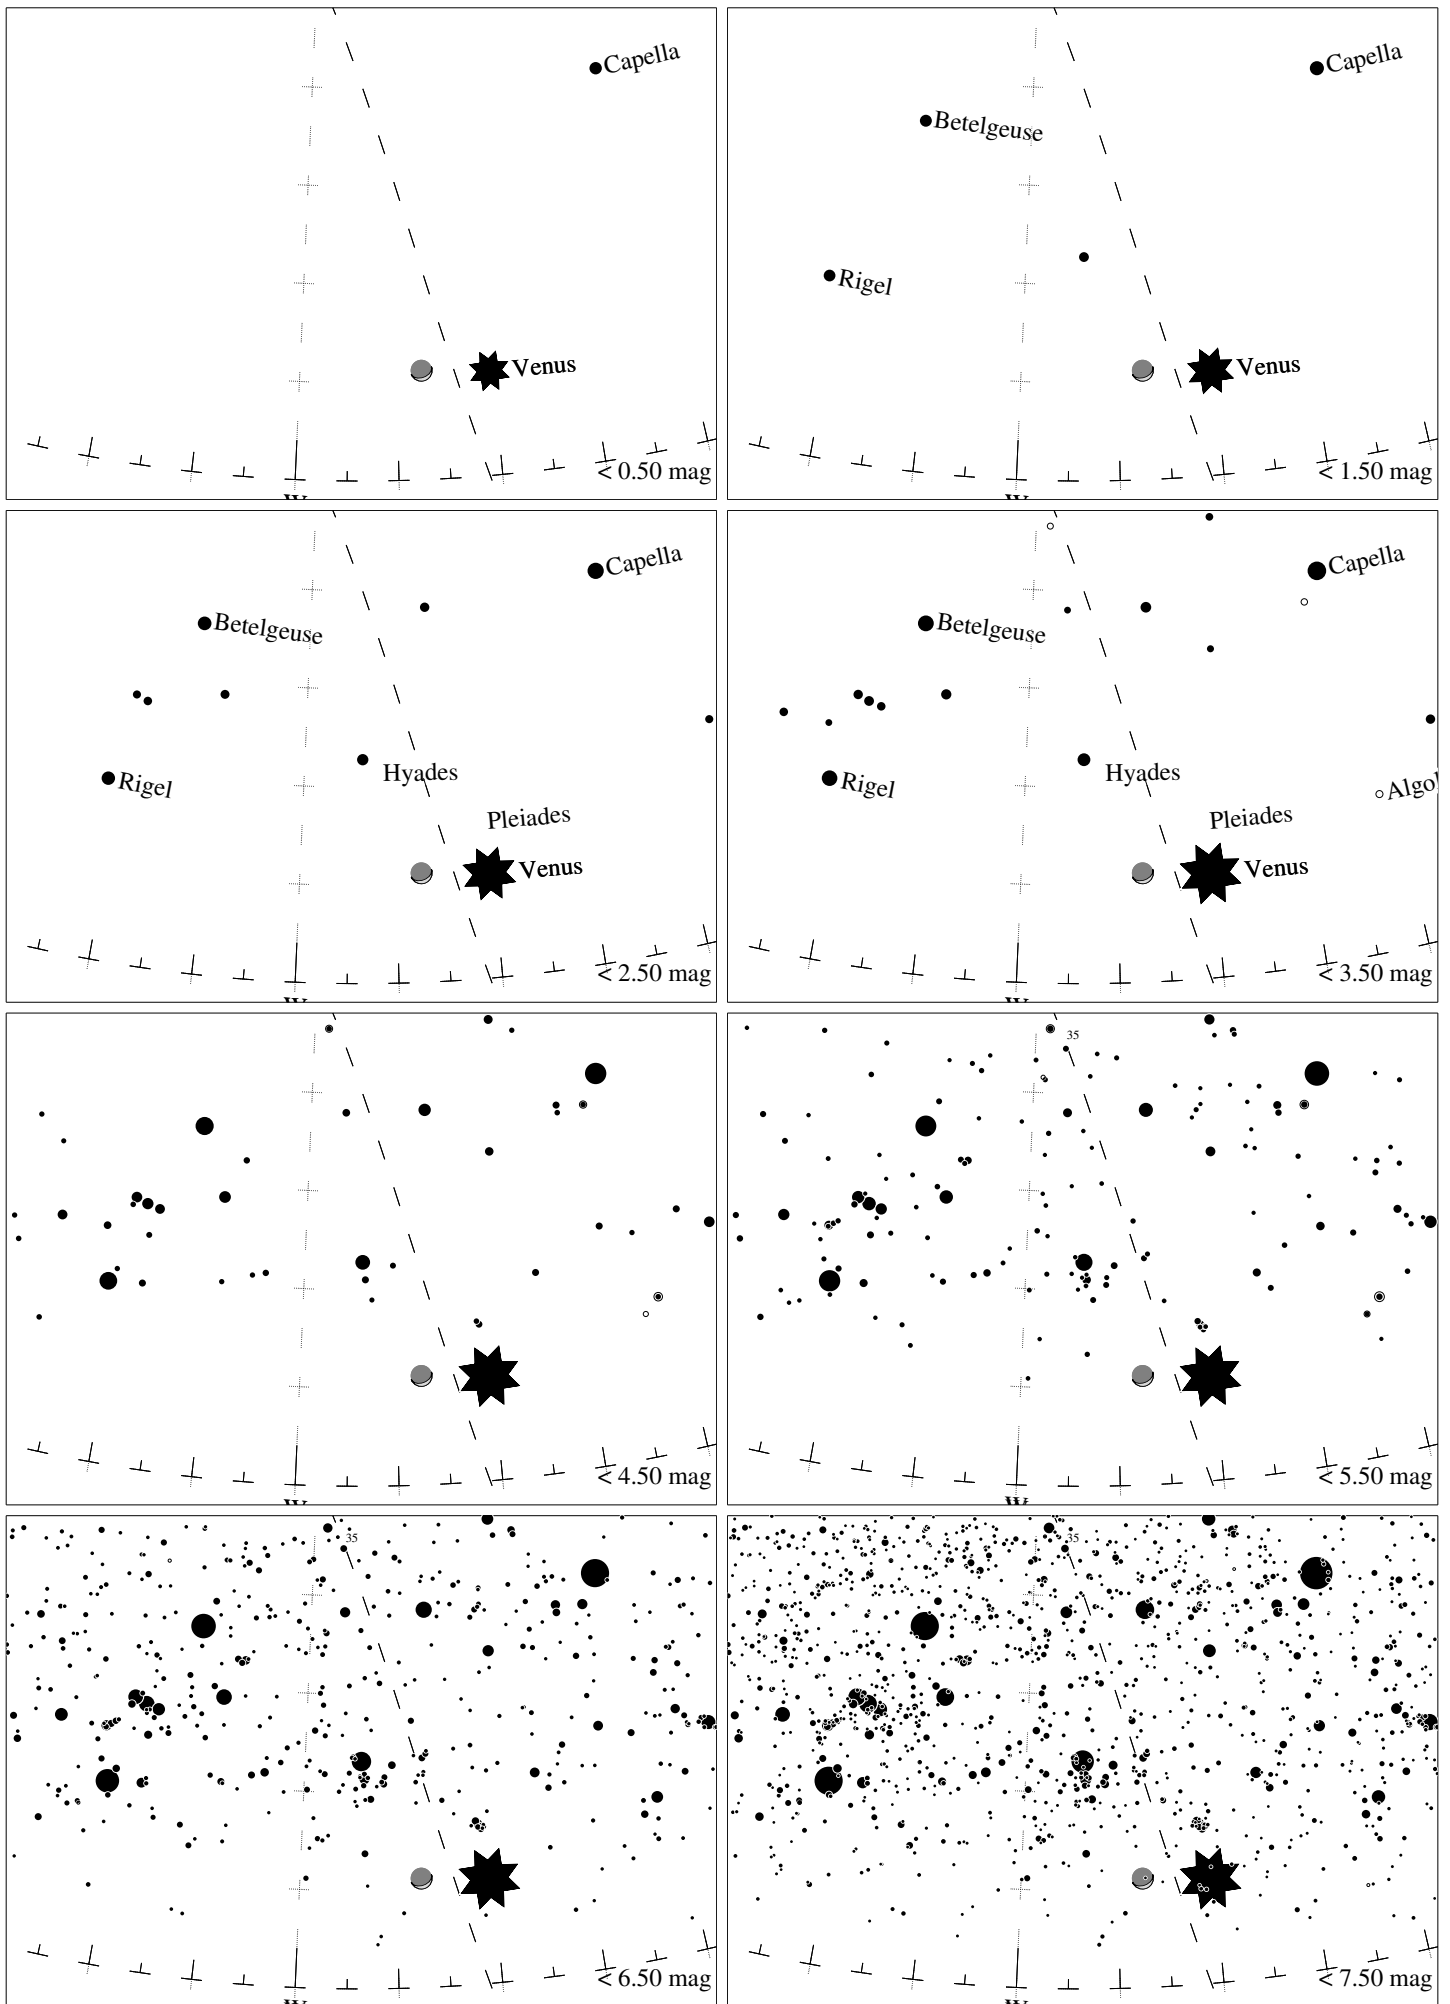 Capella
Venus
< 0.50 mag
W
Capella
Betelgeuse
Rigel
Venus
< 1.50 mag
W
Capella
Betelgeuse
Rigel
Hyades
Pleiades
Venus
< 2.50 mag
W
Capella
Betelgeuse
Rigel
Hyades
Algol
Pleiades
Venus
< 3.50 mag
W
< 4.50 mag
W
35
< 5.50 mag
W
35
< 6.50 mag
W
35
< 7.50 mag
W